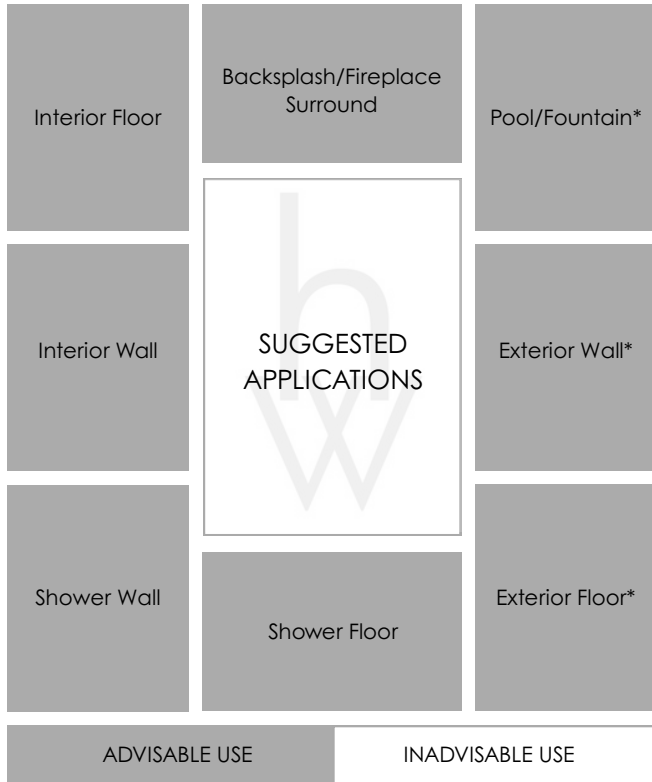 Interior Floor
Backsplash/Fireplace
Surround
Pool/Fountain*
Interior Wall
hw
SUGGESTED
APPLICATIONS
Exterior Wall*
Shower Wall
Shower Floor
Exterior Floor*
ADVISABLE USE
INADVISABLE USE